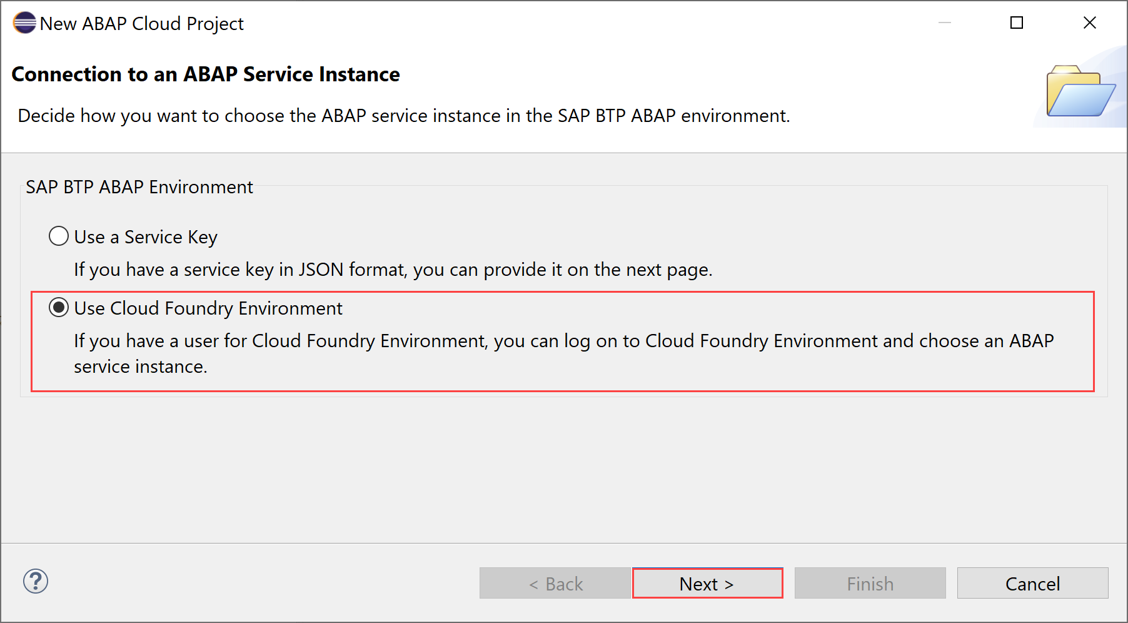 New ABAP Cloud Project
Connection to an ABAP Service Instance
Decide how you want to choose the ABAP service instance in the SAP BTP ABAP environment.
SAP BTP ABAP Environment
Use a Service Key
If you have a service key in JSON format, you can provide it on the next page.
Use Cloud Foundry Environment
If you have a user for Cloud Foundry Environment, you can log on to Cloud Foundry Environment and choose an ABAP
service instance.
?
< Back
Next >
Finish
Cancel